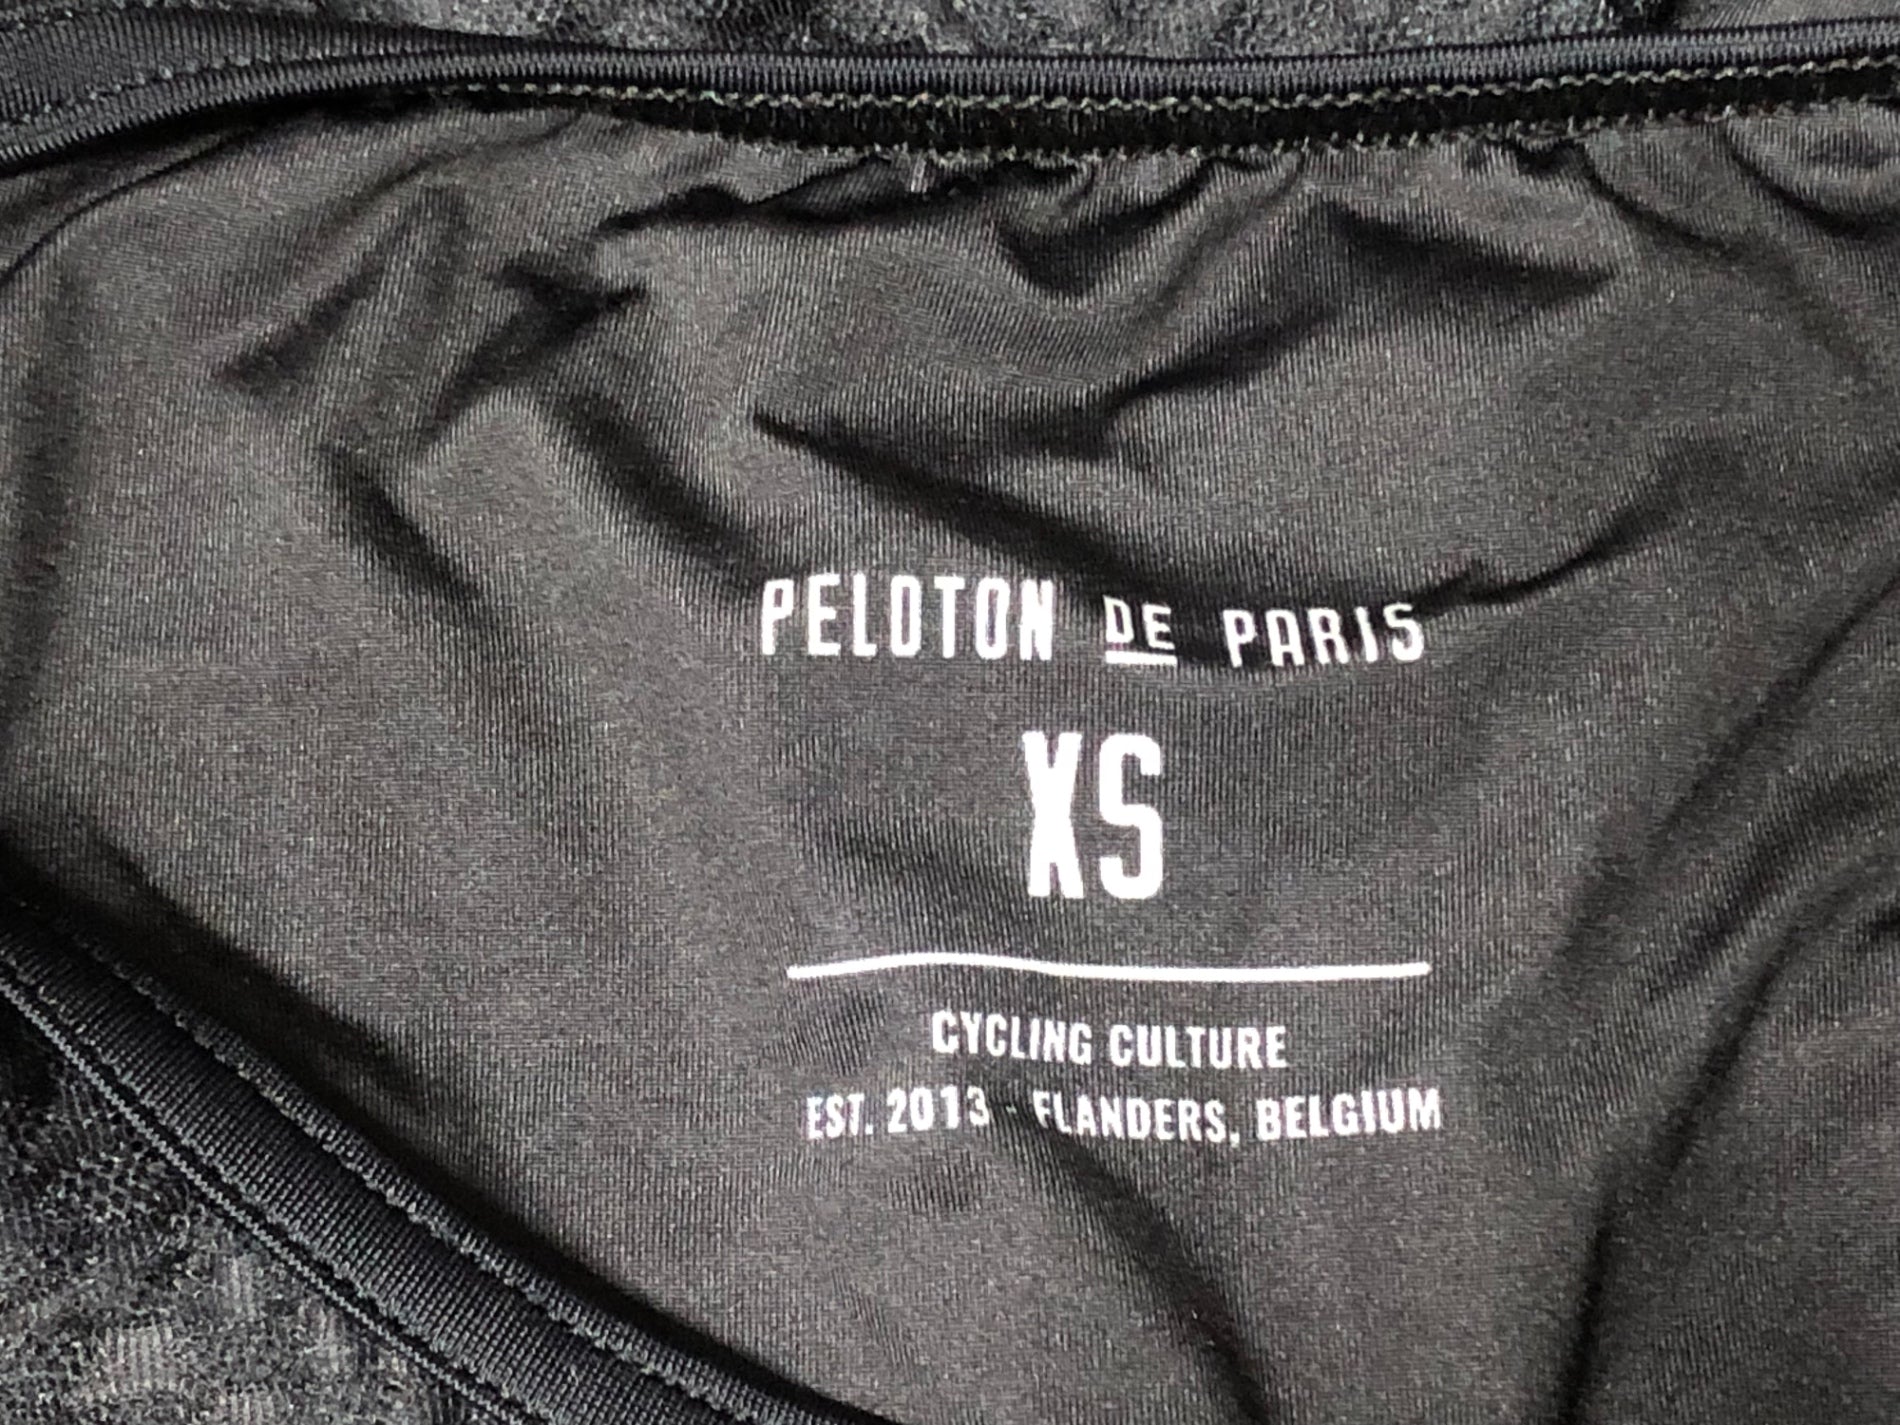 PELOTON DE PARIS
XS
CYCLING CULTURE
EST. 2013 - FLANDERS, BELGIUM